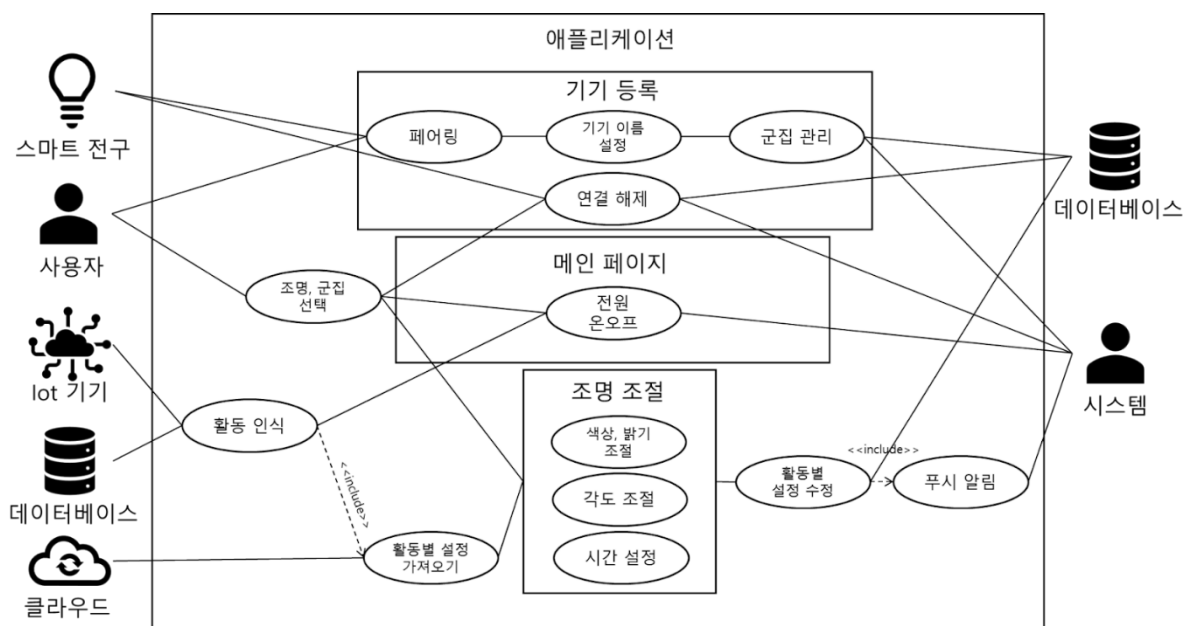 애플리케이션
스마트 전구
사용자
Iot 기기
데이터베이스
클라우드
기기 등록
페어링
기기 이름
설정
군집 관리
연결 해제
메인 페이지
조명, 군집
선택
전원
온오프
조명 조절
활동 인식
색상, 밝기
조절
각도 조절
시간 설정
<<include>>
활동별 설정
가져오기
활동별
설정 수정
<<include>>
푸시 알림
데이터베이스
시스템